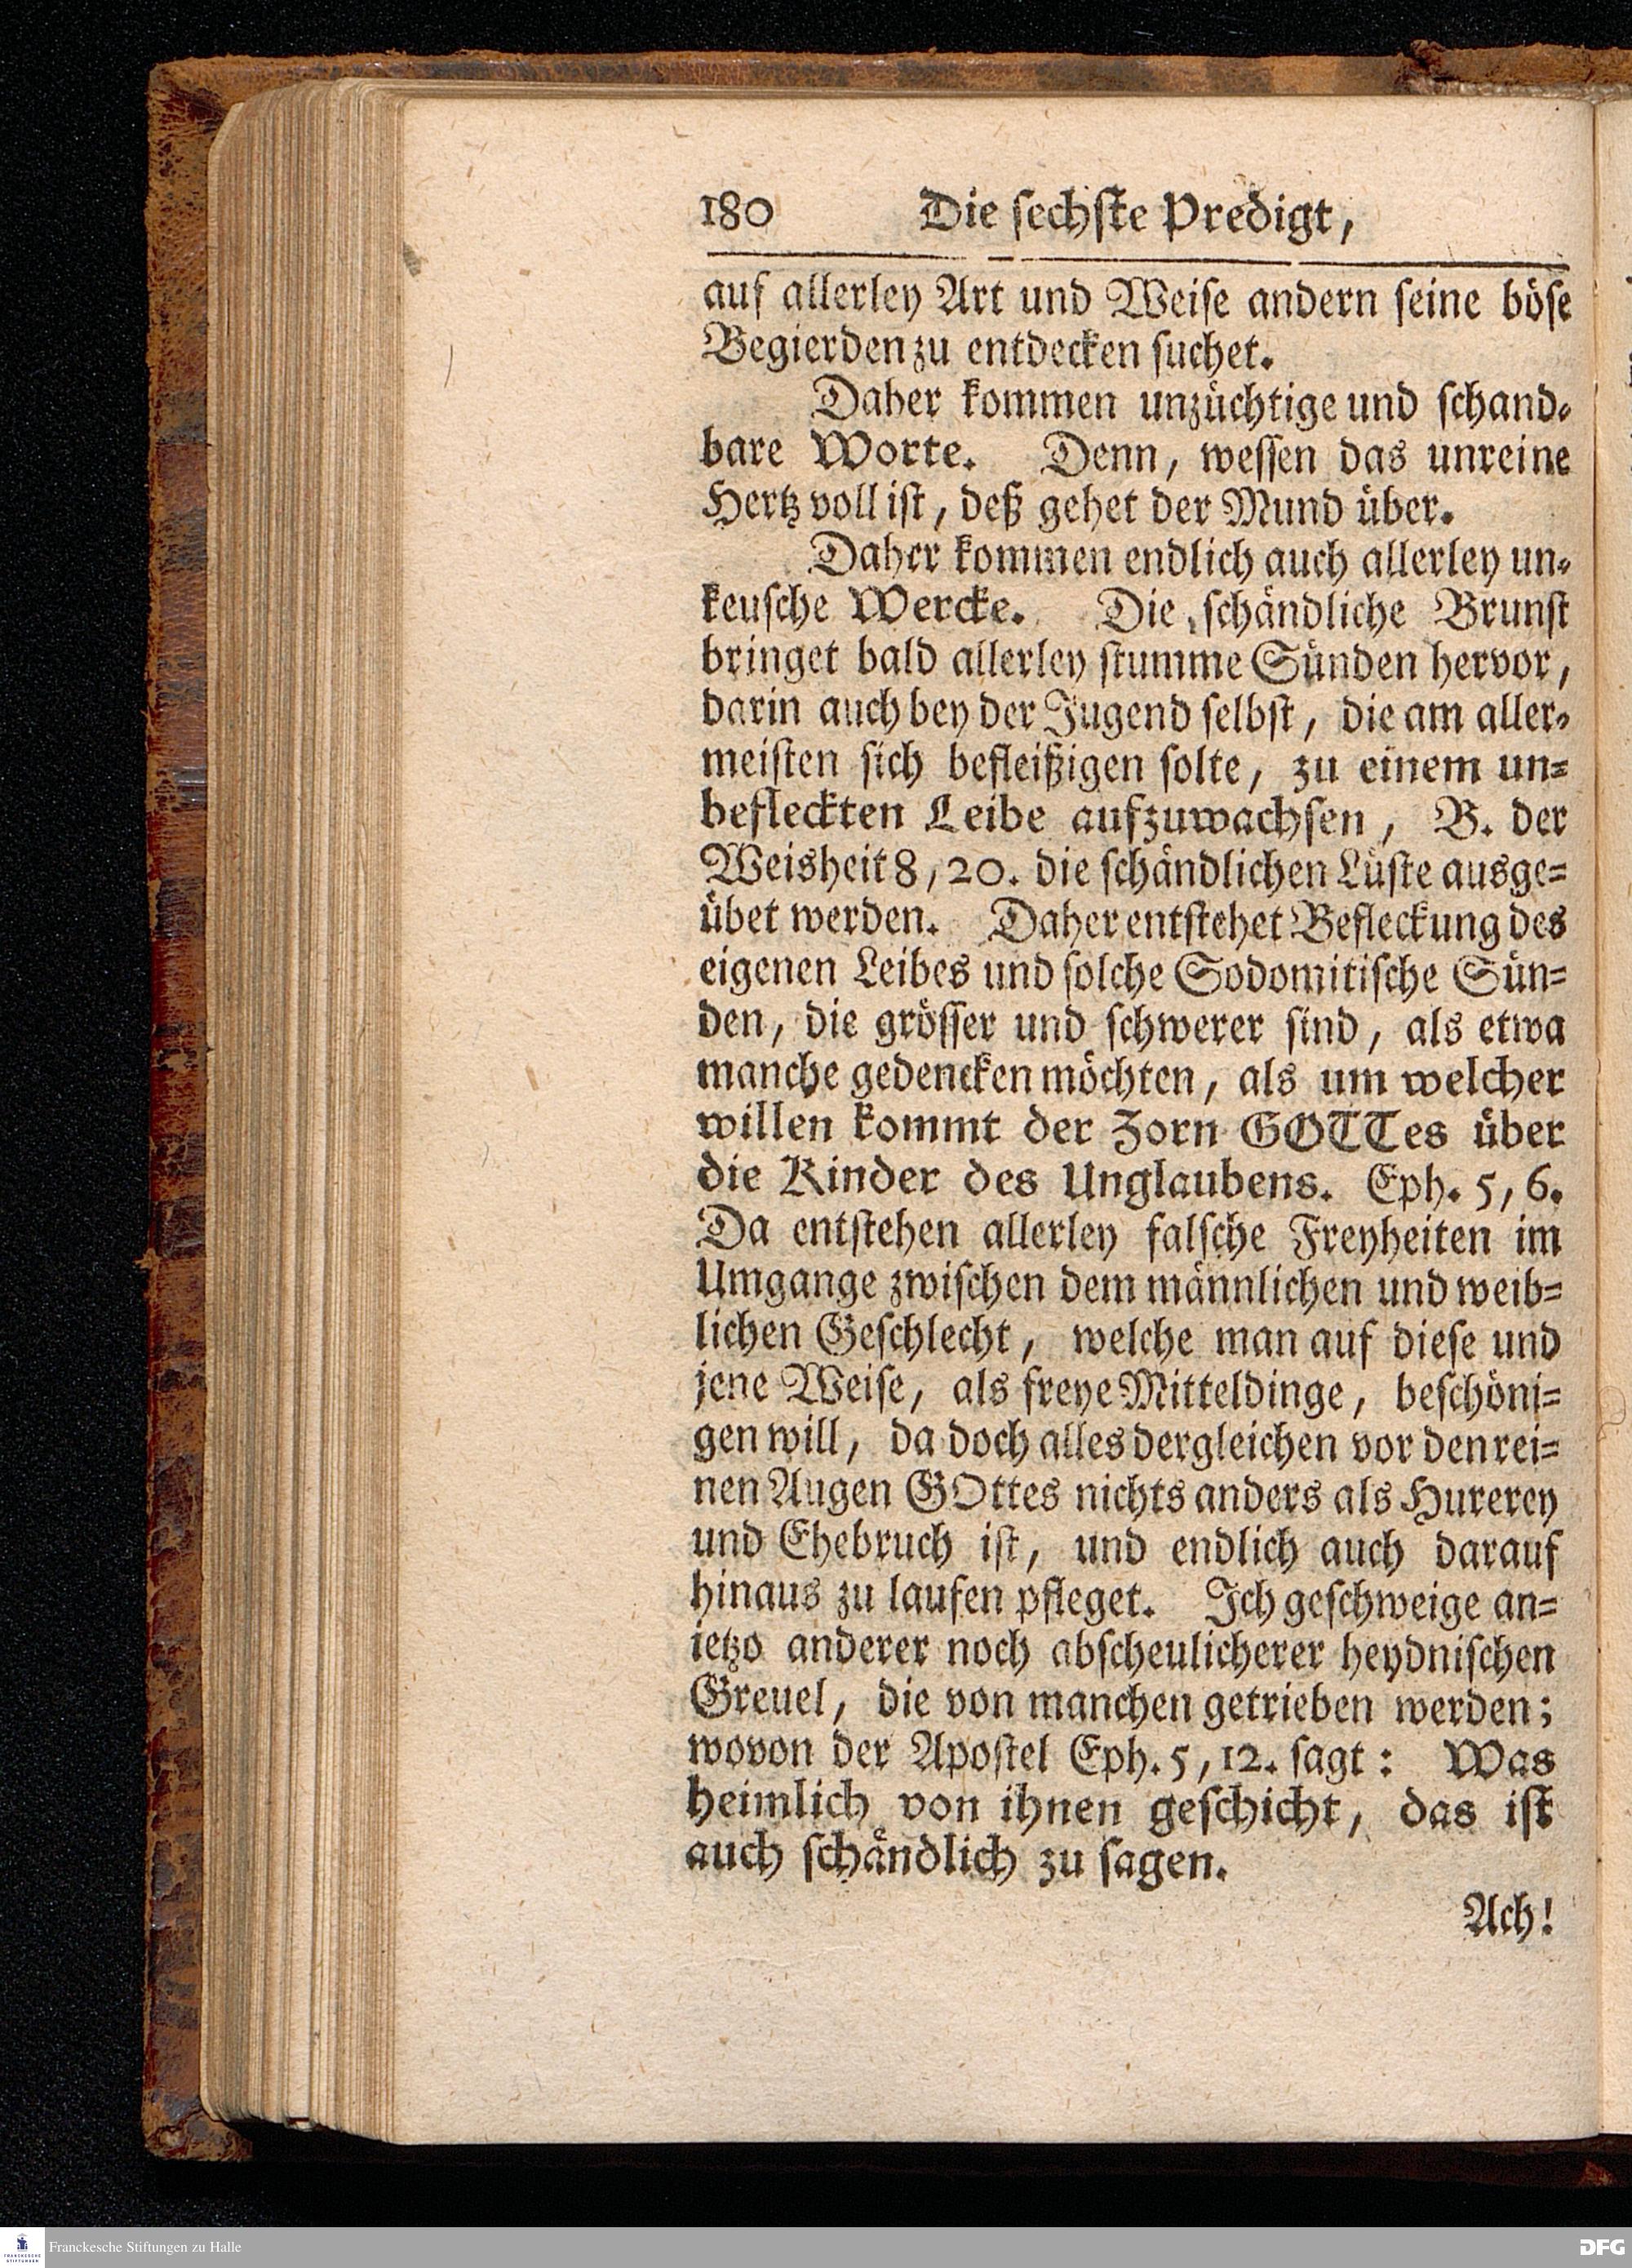 180 Die sechste Predigt,
auf allerley Art und Weise andern seine böse
Begierden zu entdecken suchet.
Daher kommen unzüchtige und schand-
bare Worte. Denn, wessen das unreine
Hertz voll ist, deß gehet der Mund über.
Daher kommen endlich auch allerley un-
keusche Wercke. Die schändliche Brunst
bringet bald allerley stumme Sünden hervor,
darin auch bey der Jugend selbst, die am aller-
meisten sich befleißigen solte, zu einem un-
befleckten Leibe aufzuwachsen, B. der
Weisheit 8, 20. die schändlichen Lüste ausge-
übet werden. Daher entstehet Befleckung des
eigenen Leibes und solche Sodomitische Sün-
den, die grösser und schwerer sind, als etwa
manche gedencken möchten, als um welcher
willen kommt der Zorn GOTTes über
die Kinder des Unglaubens. Eph. 5, 6.
Da entstehen allerley falsche Freyheiten im
Umgange zwischen dem männlichen und weib-
lichen Geschlecht, welche man auf diese und
jene Weise, als freye Mitteldinge, beschöni-
gen will, da doch alles dergleichen vor den rei-
nen Augen GOttes nichts anders als Hurerey
und Ehebruch ist, und endlich auch darauf
hinaus zu laufen pfleget. Ich geschweige an-
ietzo anderer noch abscheulicherer heydnischen
Greuel, die von manchen getrieben werden;
wovon der Apostel Eph. 5, 12. sagt: Was
heimlich von ihnen geschicht, das ist
auch schändlich zu sagen.
Ach!
FRANCKESCHE STIFTUNGEN
Franckesche Stiftungen zu Halle
DFG